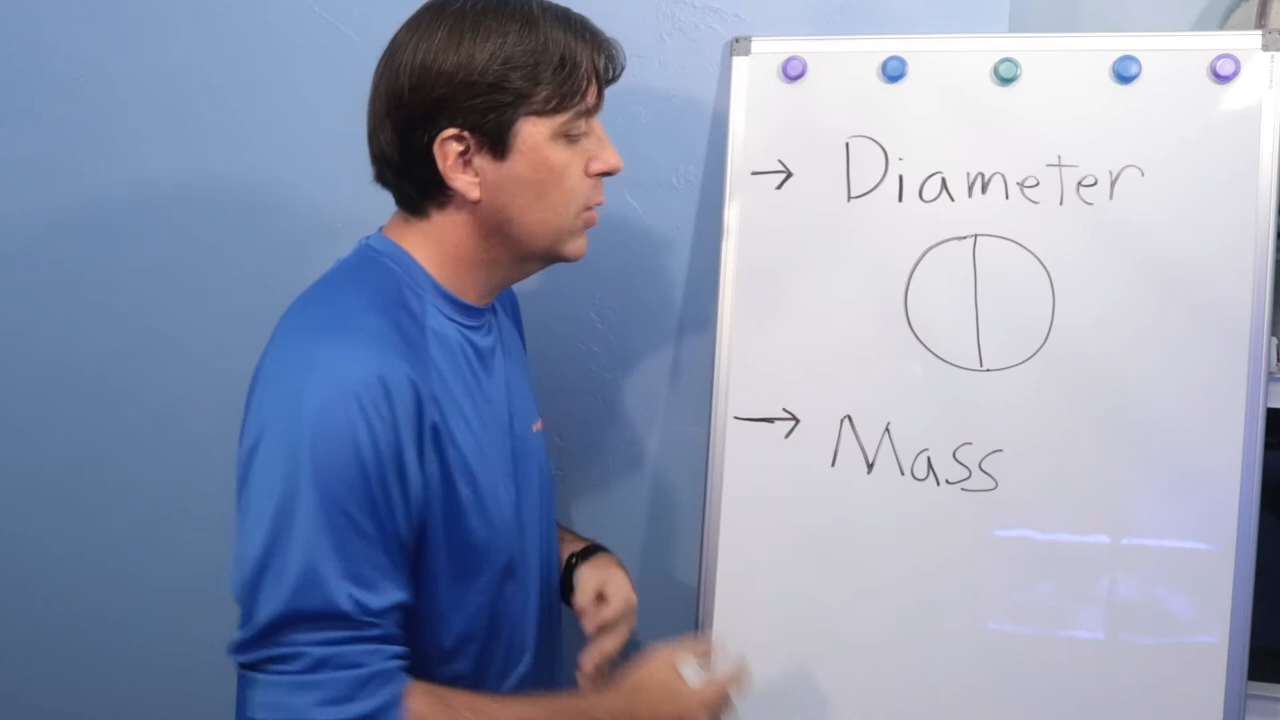 → Diameter
→ Mass